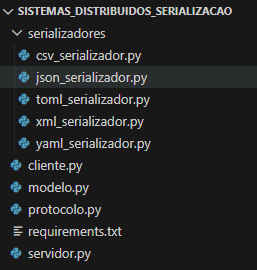 SISTEMAS_DISTRIBUIDOS_SERIALIZACAO
serializadores
csv_serializador.py
json_serializador.py
toml_serializador.py
xml_serializador.py
yaml_serializador.py
cliente.py
modelo.py
protocolo.py
requirements.txt
servidor.py